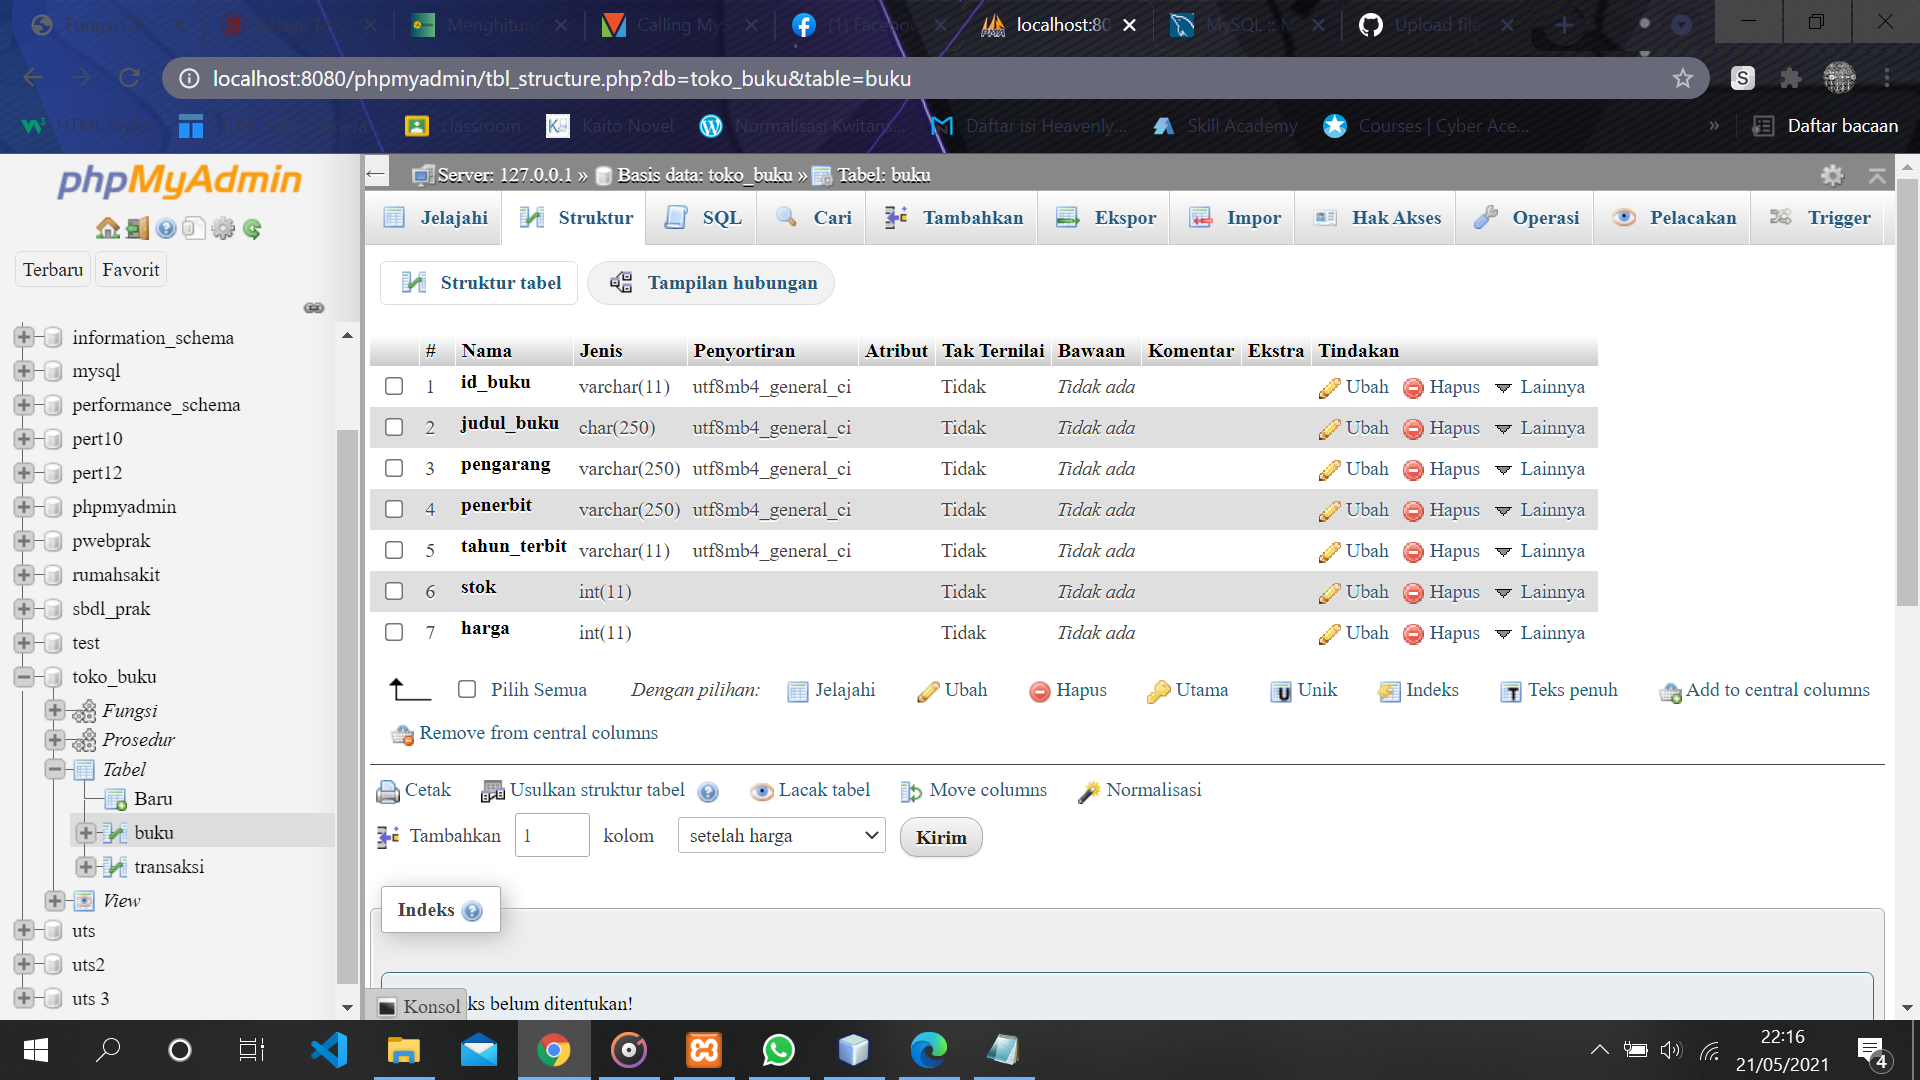 Menghitun
Calling MyS
(1) Facebo
localhost:80
MySQL :: M
Upload file
localhost:8080/phpmyadmin/tbl_structure.php?db=toko_buku&table=buku
classroom
Kaito Novel
Normalisasi Kwitans...
Daftar isi Heavenly...
Skill Academy
Courses | Cyber Ace...
»
Daftar bacaan
phpMyAdmin
Terbaru Favorit
information_schema
mysql
performance_schema
pert10
pert12
phpmyadmin
pwebprak
rumahsakit
sbdl_prak
test
toko_buku
Fungsi
Prosedur
Tabel
Baru
buku
transaksi
View
uts
uts2
uts 3
Server: 127.0.0.1 » Basis data: toko_buku » Tabel: buku
Jelajahi Struktur SQL Cari Tambahkan Ekspor Impor Hak Akses Operasi Pelacakan Trigger
Struktur tabel Tampilan hubungan
# Nama Jenis Penyortiran Atribut Tak Ternilai Bawaan Komentar Ekstra Tindakan
1 id_buku varchar(11) utf8mb4_general_ci Tidak Tidak ada Ubah Hapus Lainnya
2 judul_buku char(250) utf8mb4_general_ci Tidak Tidak ada Ubah Hapus Lainnya
3 pengarang varchar(250) utf8mb4_general_ci Tidak Tidak ada Ubah Hapus Lainnya
4 penerbit varchar(250) utf8mb4_general_ci Tidak Tidak ada Ubah Hapus Lainnya
5 tahun_terbit varchar(11) utf8mb4_general_ci Tidak Tidak ada Ubah Hapus Lainnya
6 stok int(11) Tidak Tidak ada Ubah Hapus Lainnya
7 harga int(11) Tidak Tidak ada Ubah Hapus Lainnya
Pilih Semua Dengan pilihan: Jelajahi Ubah Hapus Utama Unik Indeks Teks penuh Add to central columns
Remove from central columns
Cetak Usulkan struktur tabel Lacak tabel Move columns Normalisasi
Tambahkan 1 kolom setelah harga Kirim
Indeks
ks belum ditentukan!
Konsol
22:16
21/05/2021
4